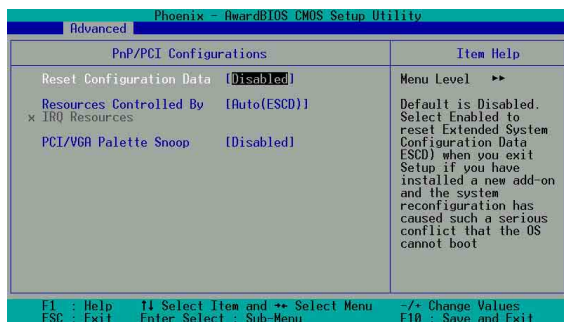 Phoenix - AwardBIOS CMOS Setup Utility
Advanced
PnP/PCI Configurations
Item Help
Reset Configuration Data [Disabled]
Resources Controlled By [Auto(ESCD)]
x IRQ Resources
PCI/VGA Palette Snoop [Disabled]
Menu Level ►►
Default is Disabled.
Select Enabled to
reset Extended System
Configuration Data
ESCD) when you exit
Setup if you have
installed a new add-on
and the system
reconfiguration has
caused such a serious
conflict that the OS
cannot boot
F1 : Help ↑↓ Select Item and ↔ Select Menu -/+ Change Values
ESC : Exit Enter Select : Sub-Menu F10 : Save and Exit